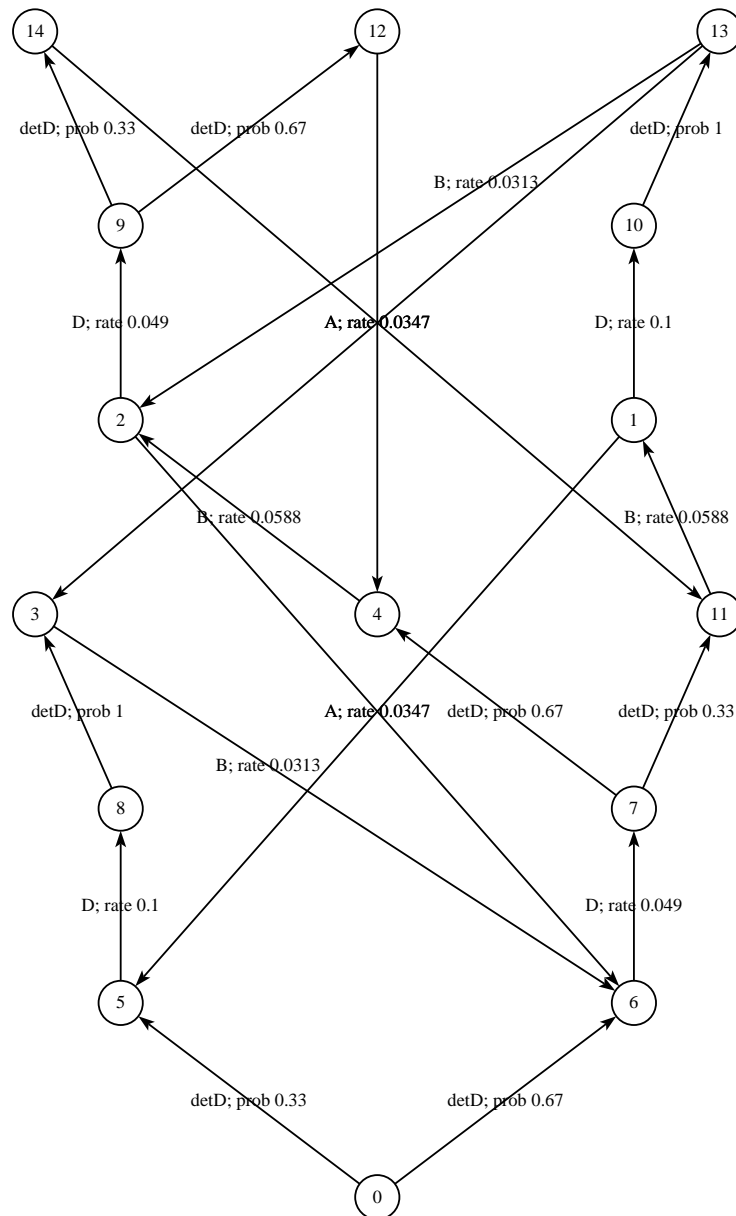 14
12
13
detD; prob 0.33
detD; prob 0.67
detD; prob 1
B; rate 0.0313
9
10
D; rate 0.049
A; rate 0.0347
D; rate 0.1
2
1
B; rate 0.0588
B; rate 0.0588
3
4
11
detD; prob 1
A; rate 0.0347
detD; prob 0.67
detD; prob 0.33
B; rate 0.0313
8
7
D; rate 0.1
D; rate 0.049
5
6
detD; prob 0.33
detD; prob 0.67
0